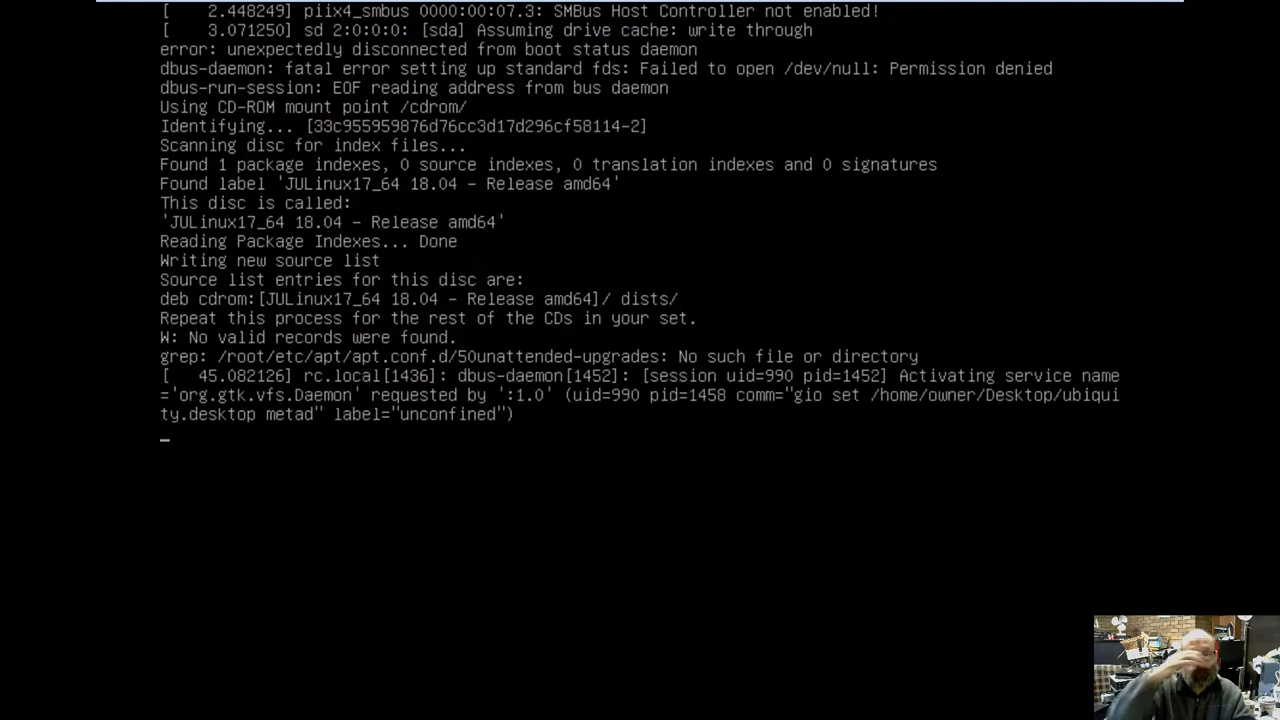 [    2.448249] piix4_smbus 0000:00:07.3: SMBus Host Controller not enabled!
[    3.071250] sd 2:0:0:0: [sda] Assuming drive cache: write through
error: unexpectedly disconnected from boot status daemon
dbus-daemon: fatal error setting up standard fds: Failed to open /dev/null: Permission denied
dbus-run-session: EOF reading address from bus daemon
Using CD-ROM mount point /cdrom/
Identifying... [33c955959876d76cc3d17d296cf58114-2]
Scanning disc for index files...
Found 1 package indexes, 0 source indexes, 0 translation indexes and 0 signatures
Found label 'JULinux17_64 18.04 - Release amd64'
This disc is called:
'JULinux17_64 18.04 - Release amd64'
Reading Package Indexes... Done
Writing new source list
Source list entries for this disc are:
deb cdrom:[JULinux17_64 18.04 - Release amd64]/ dists/
Repeat this process for the rest of the CDs in your set.
W: No valid records were found.
grep: /root/etc/apt/apt.conf.d/50unattended-upgrades: No such file or directory
[   45.082126] rc.local[1436]: dbus-daemon[1452]: [session uid=990 pid=1452] Activating service name
='org.gtk.vfs.Daemon' requested by ':1.0' (uid=990 pid=1458 comm="gio set /home/owner/Desktop/ubiqui
ty.desktop metad" label="unconfined")